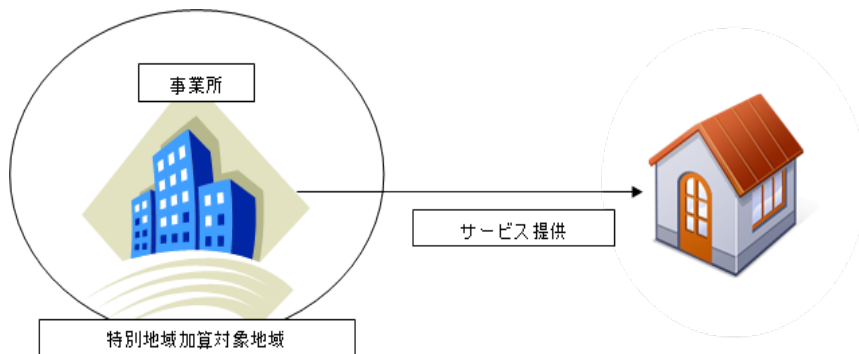 事業所
サービス提供
特別地域加算対象地域